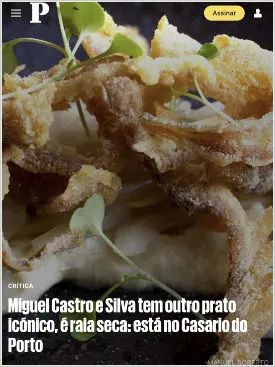 P
Assinar
CRÍTICA
Miguel Castro e Silva tem outro prato
icónico, é raia seca: está no Casario do
Porto
MANUEL ROBERTO